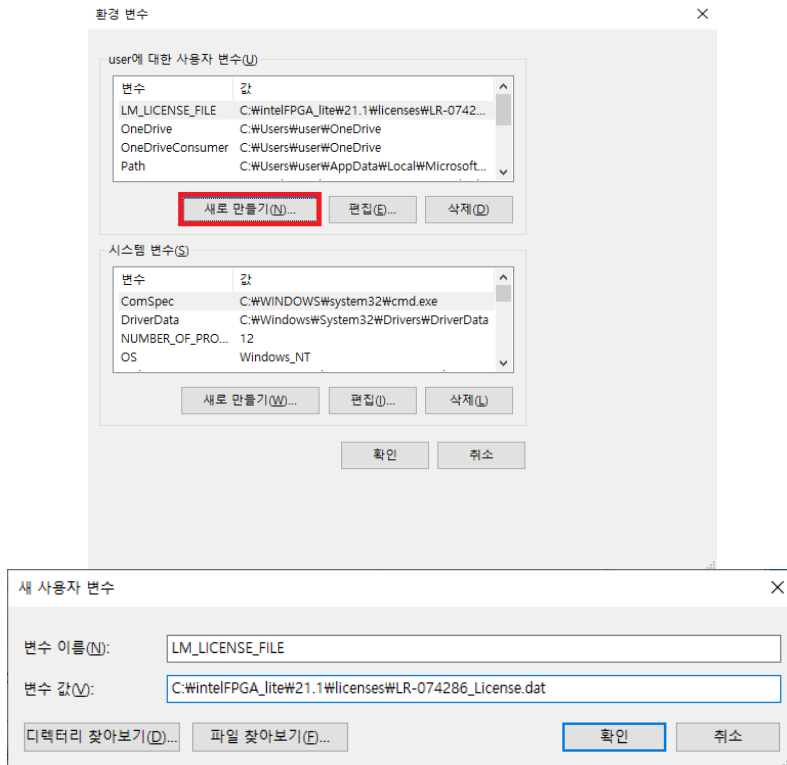 환경 변수
user에 대한 사용자 변수(U)
변수 값
LM_LICENSE_FILE C:₩intelFPGA_lite₩21.1₩licenses₩LR-0742...
OneDrive C:₩Users₩user₩OneDrive
OneDriveConsumer C:₩Users₩user₩OneDrive
Path C:₩Users₩user₩AppData₩Local₩Microsoft...
새로 만들기(N)... 편집(E)... 삭제(D)
시스템 변수(S)
변수 값
ComSpec C:₩WINDOWS₩system32₩cmd.exe
DriverData C:₩Windows₩System32₩Drivers₩DriverData
NUMBER_OF_PRO... 12
OS Windows_NT
새로 만들기(W)... 편집(I)... 삭제(L)
확인 취소
새 사용자 변수
변수 이름(N): LM_LICENSE_FILE
변수 값(V): C:₩intelFPGA_lite₩21.1₩licenses₩LR-074286_License.dat
디렉터리 찾아보기(D)... 파일 찾아보기(F)... 확인 취소